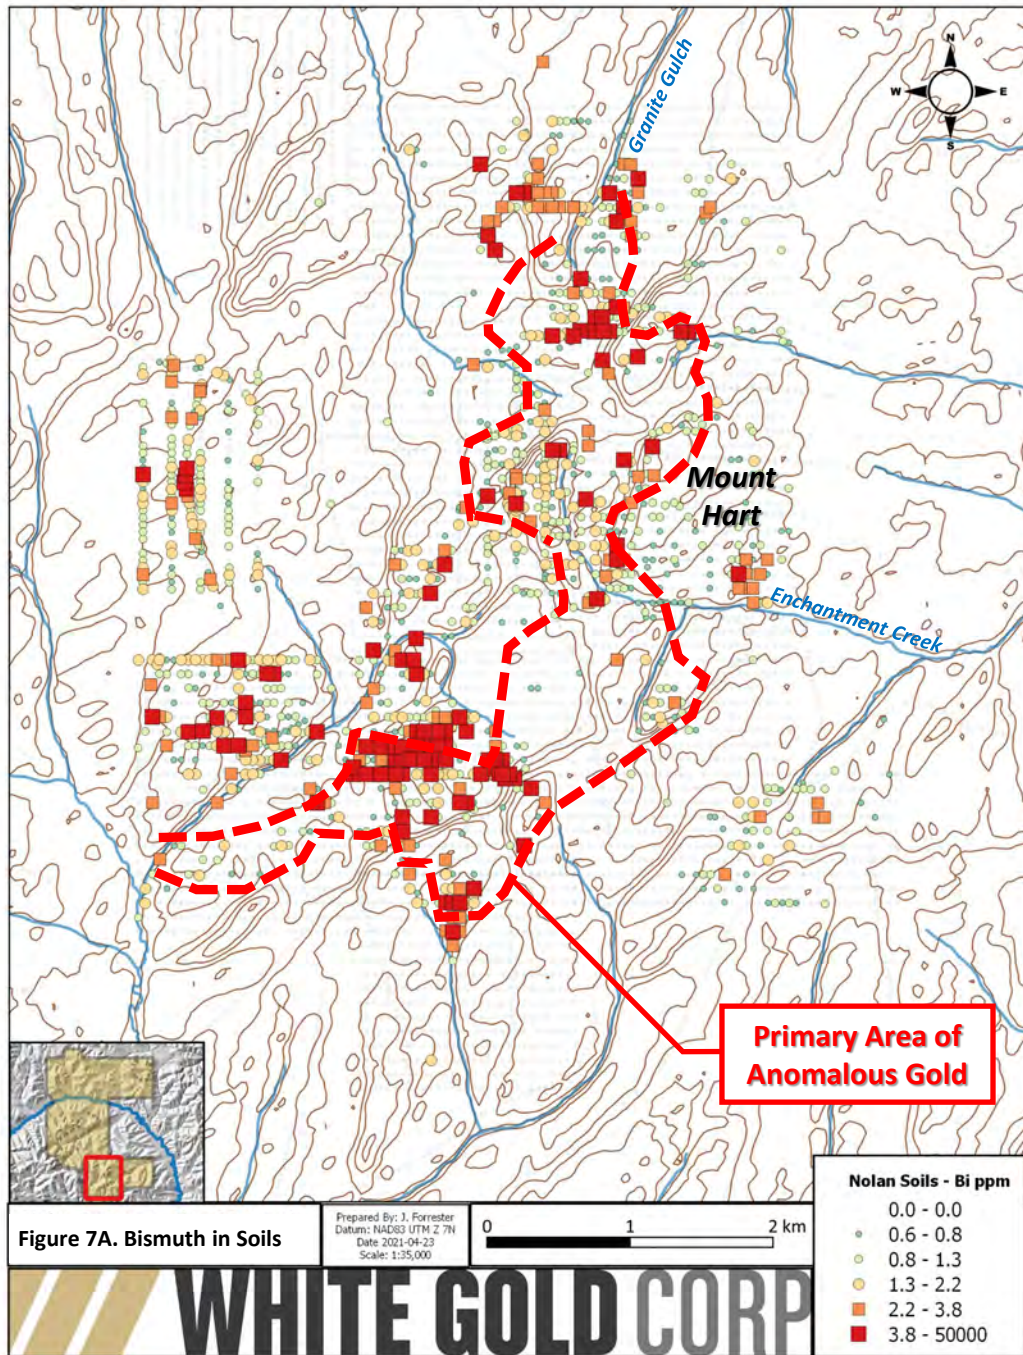 N
W E
S
Granite Gulch
Mount
Hart
Enchantment Creek
Primary Area of
Anomalous Gold
Nolan Soils - Bi ppm
0.0 - 0.0
0.6 - 0.8
0.8 - 1.3
1.3 - 2.2
2.2 - 3.8
3.8 - 50000
Figure 7A. Bismuth in Soils
Prepared By: J. Forrester
Datum: NAD83 UTM Z 7N
Date 2021-04-23
Scale: 1:35,000
0 1 2 km
WHITE GOLD CORP